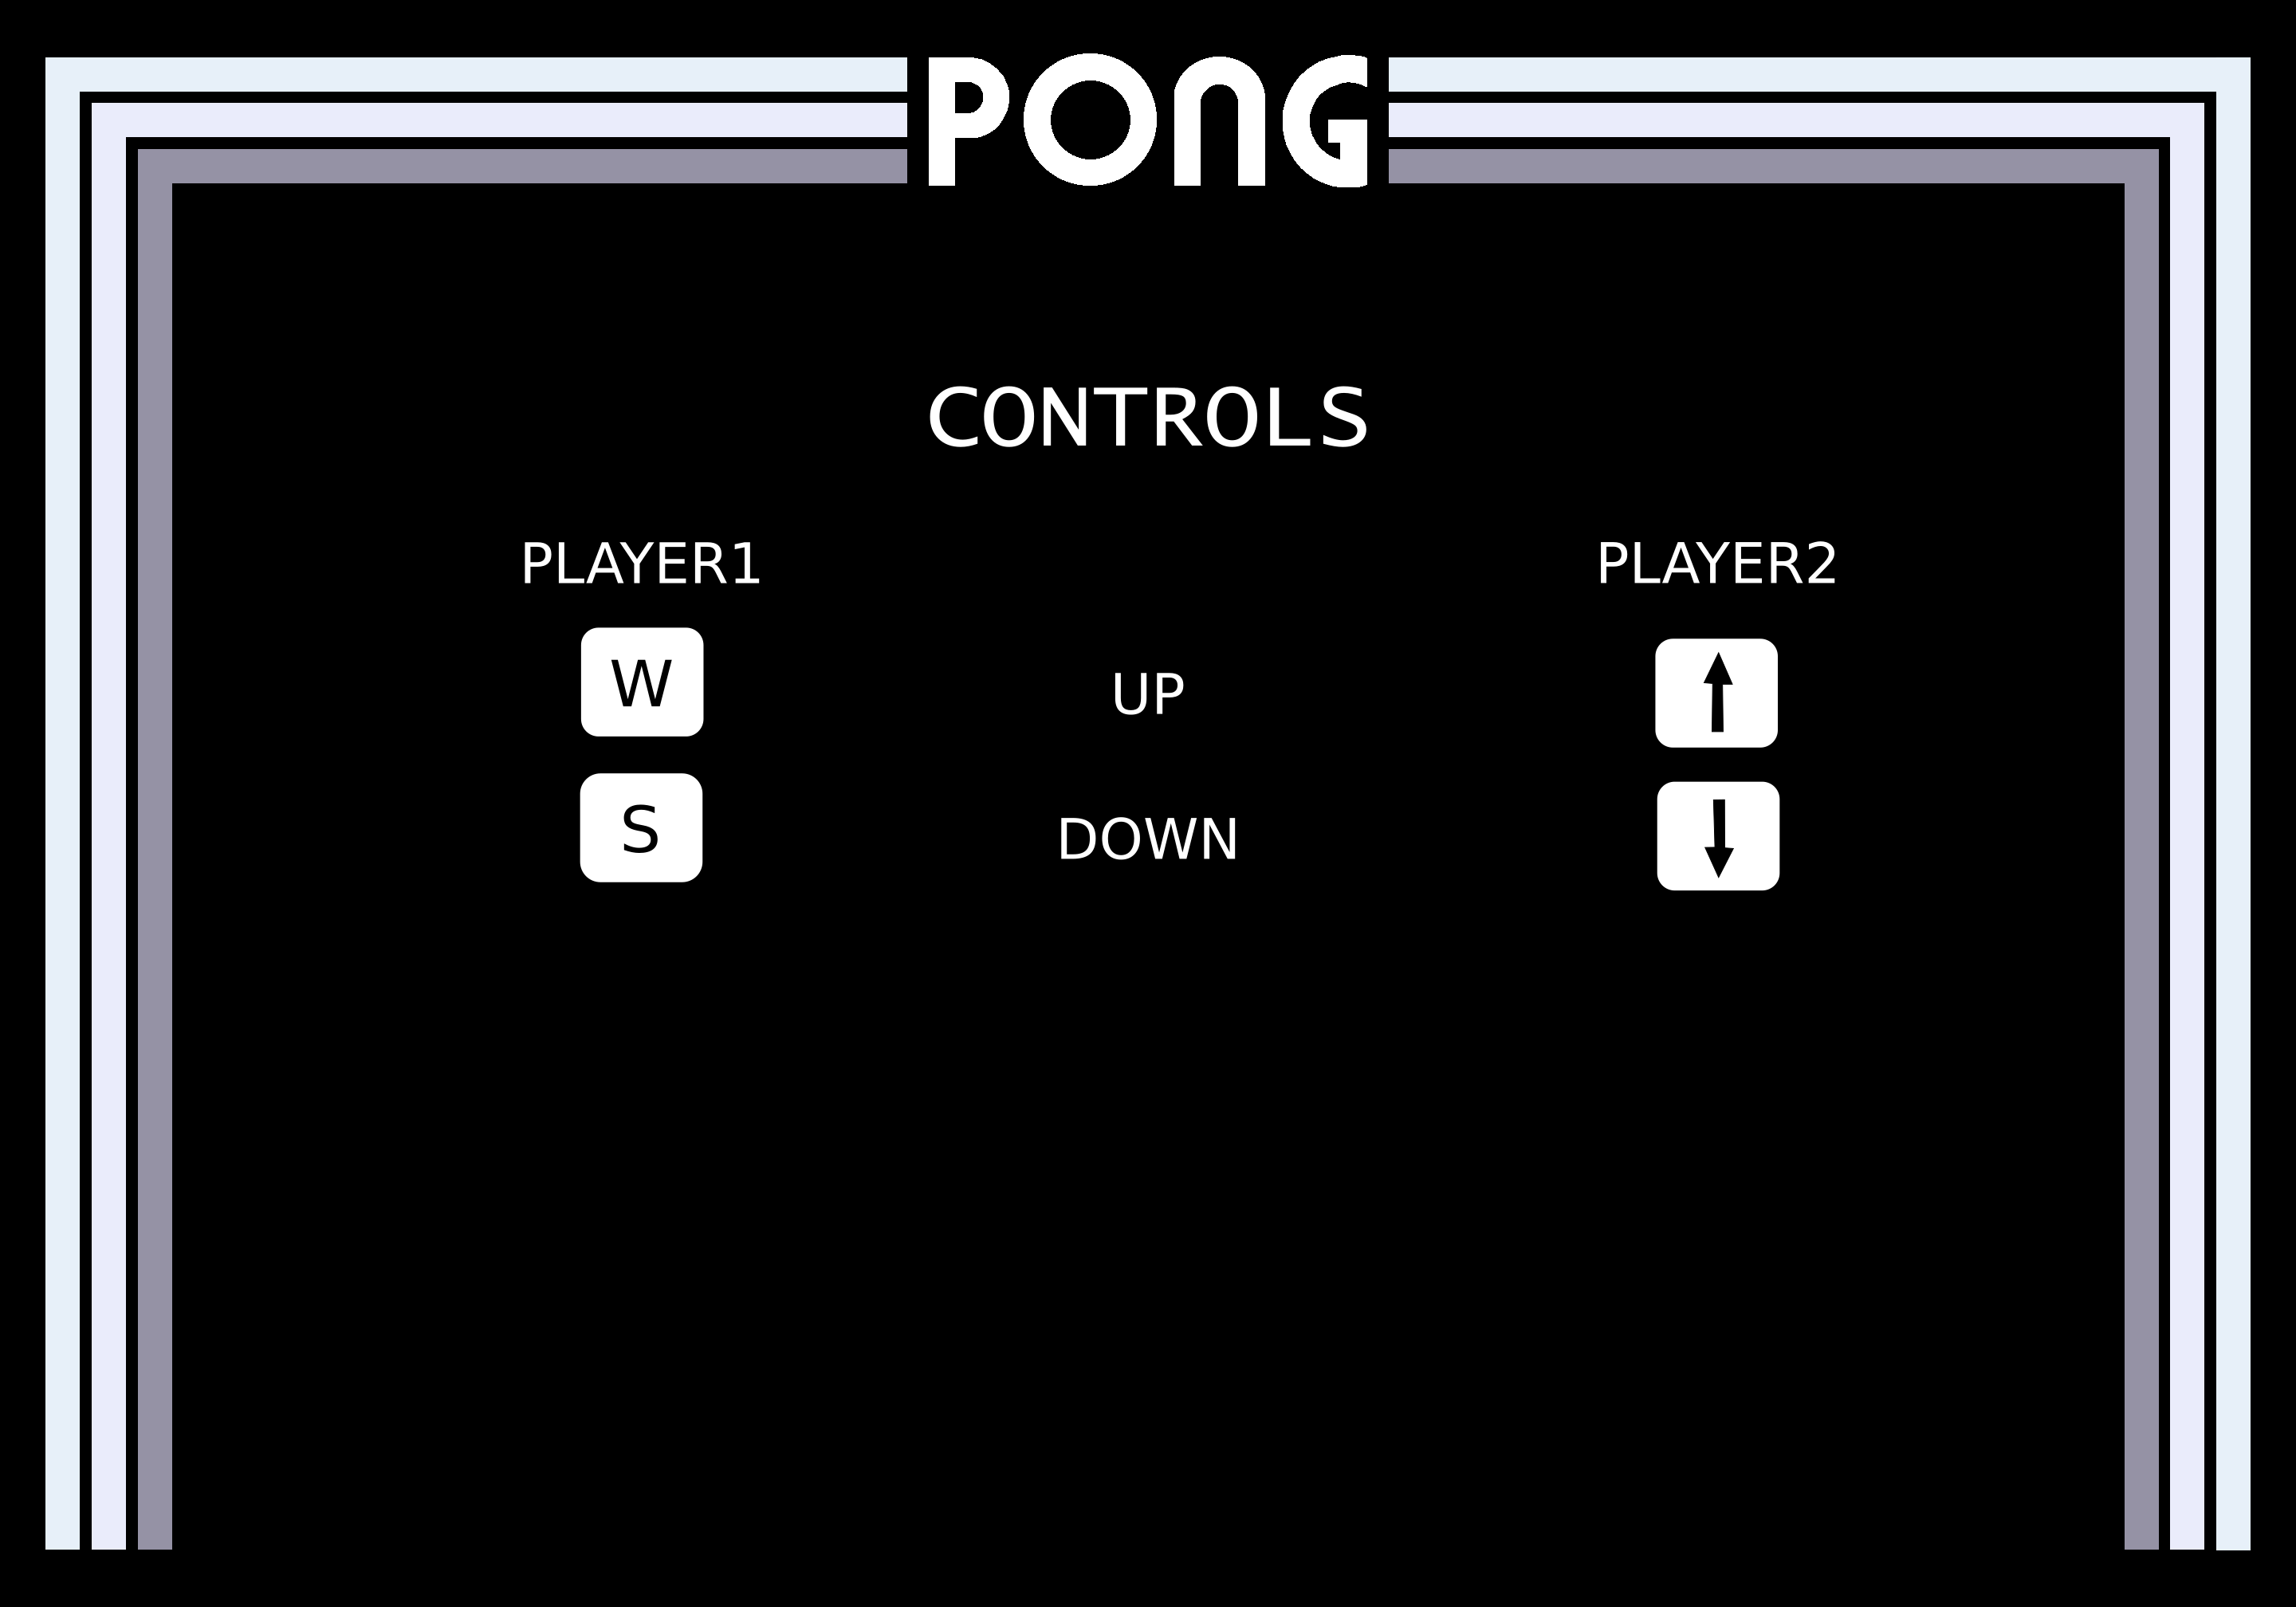 PONG
CONTROLS
PLAYER1 PLAYER2
W UP ↑
S DOWN ↓